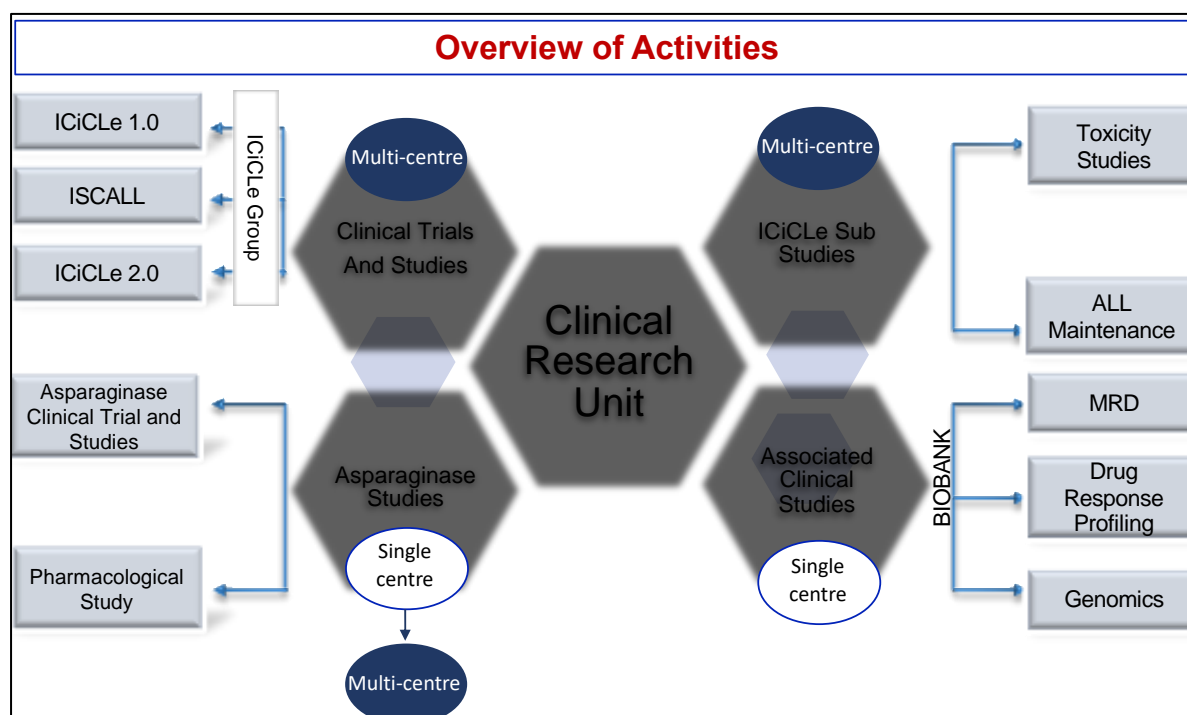 Overview of Activities
ICiCLe 1.0
ISCALL
ICiCLe 2.0
ICiCLe Group
Multi-centre
Clinical Trials
And Studies
Multi-centre
ICiCLe Sub
Studies
Toxicity
Studies
ALL
Maintenance
Clinical
Research
Unit
Asparaginase
Clinical Trial and
Studies
Pharmacological
Study
Asparaginase
Studies
Single
centre
Multi-centre
Associated
Clinical
Studies
Single
centre
BIOBANK
MRD
Drug
Response
Profiling
Genomics